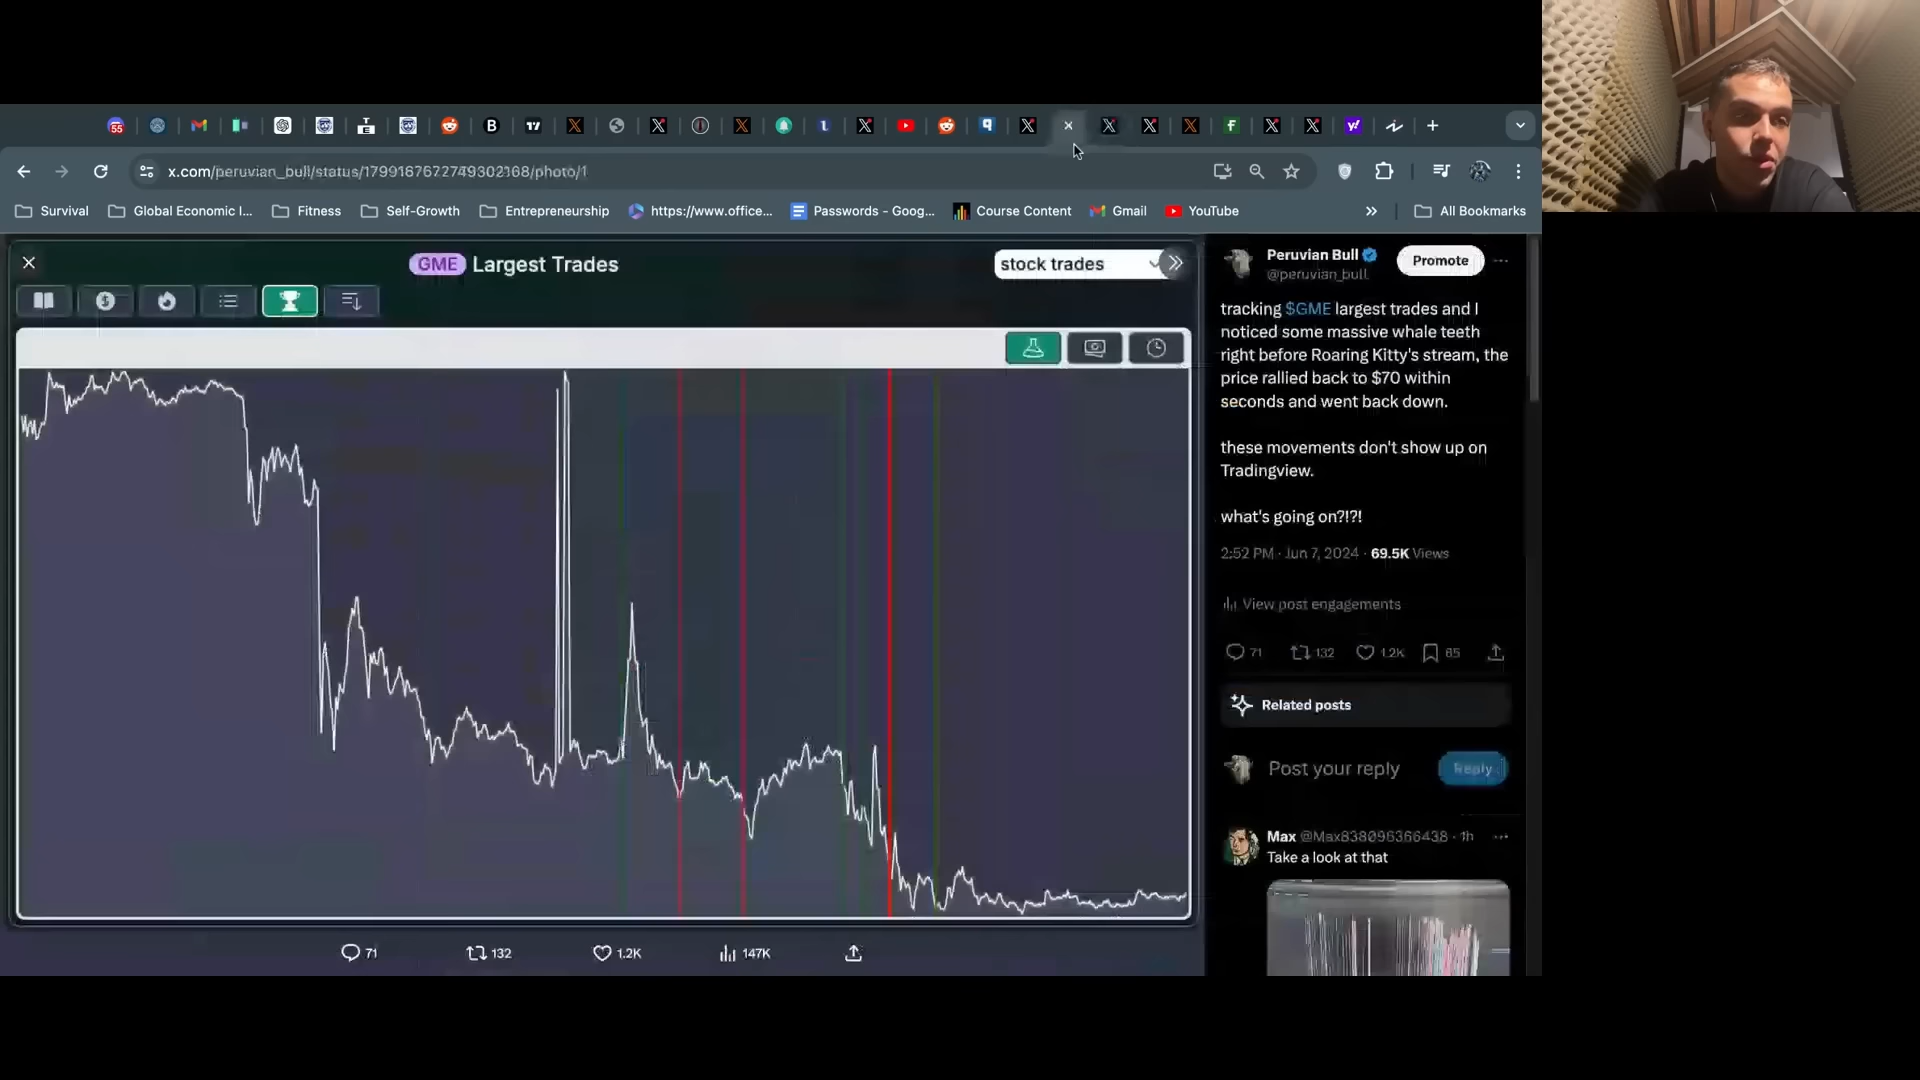 55
x.com/peruvian_bull/status/1799167672749302168/photo/1
Survival
Global Economic I...
Fitness
Self-Growth
Entrepreneurship
https://www.office...
Passwords - Goog...
Course Content
Gmail
YouTube
All Bookmarks
GME Largest Trades
stock trades
Peruvian Bull
@peruvian_bull
Promote
tracking $GME largest trades and I
noticed some massive whale teeth
right before Roaring Kitty's stream, the
price rallied back to $70 within
seconds and went back down.
these movements don't show up on
Tradingview.
what's going on?!?!
2:52 PM · Jun 7, 2024 · 69.5K Views
View post engagements
71
132
1.2K
65
Related posts
Post your reply
Reply
Max @Max838096366438 · 1h
Take a look at that
71
132
1.2K
147K